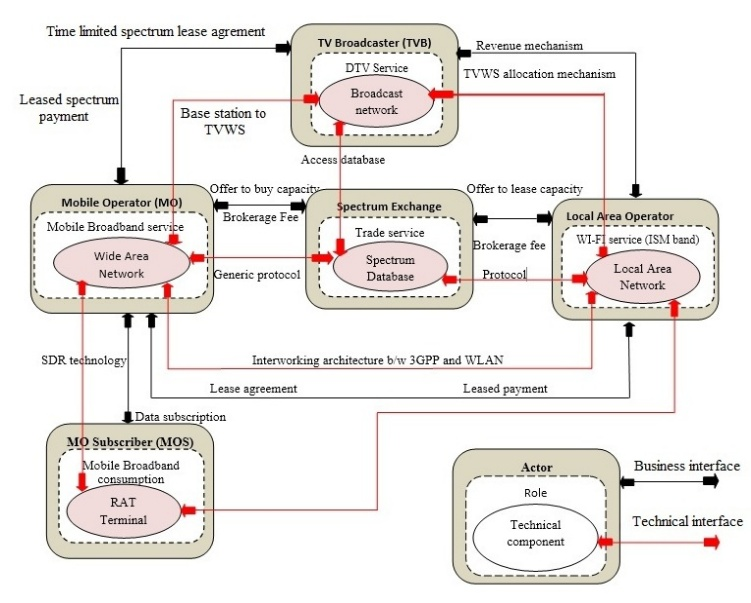 Time limited spectrum lease agrement
TV Broadcaster (TVB)
DTV Service
Broadcast
network
Revenue mechanism
TVWS allocation mechanism
Leased spectrum
payment
Base station to
TVWS
Access database
Mobile Operator (MO)
Mobile Broadband service
Wide Area
Network
Offer to buy capacity
Brokerage Fee
Generic protocol
Spectrum Exchange
Trade service
Spectrum
Database
Offer to lease capacity
Brokerage fee
Protocol
Local Area Operator
WI-FI service (ISM band)
Local Area
Network
SDR technology
Interworking architecture b/w 3GPP and WLAN
Lease agreement
Leased payment
Data subscription
MO Subscriber (MOS)
Mobile Broadband
consumption
RAT
Terminal
Actor
Role
Technical
component
Business interface
Technical interface